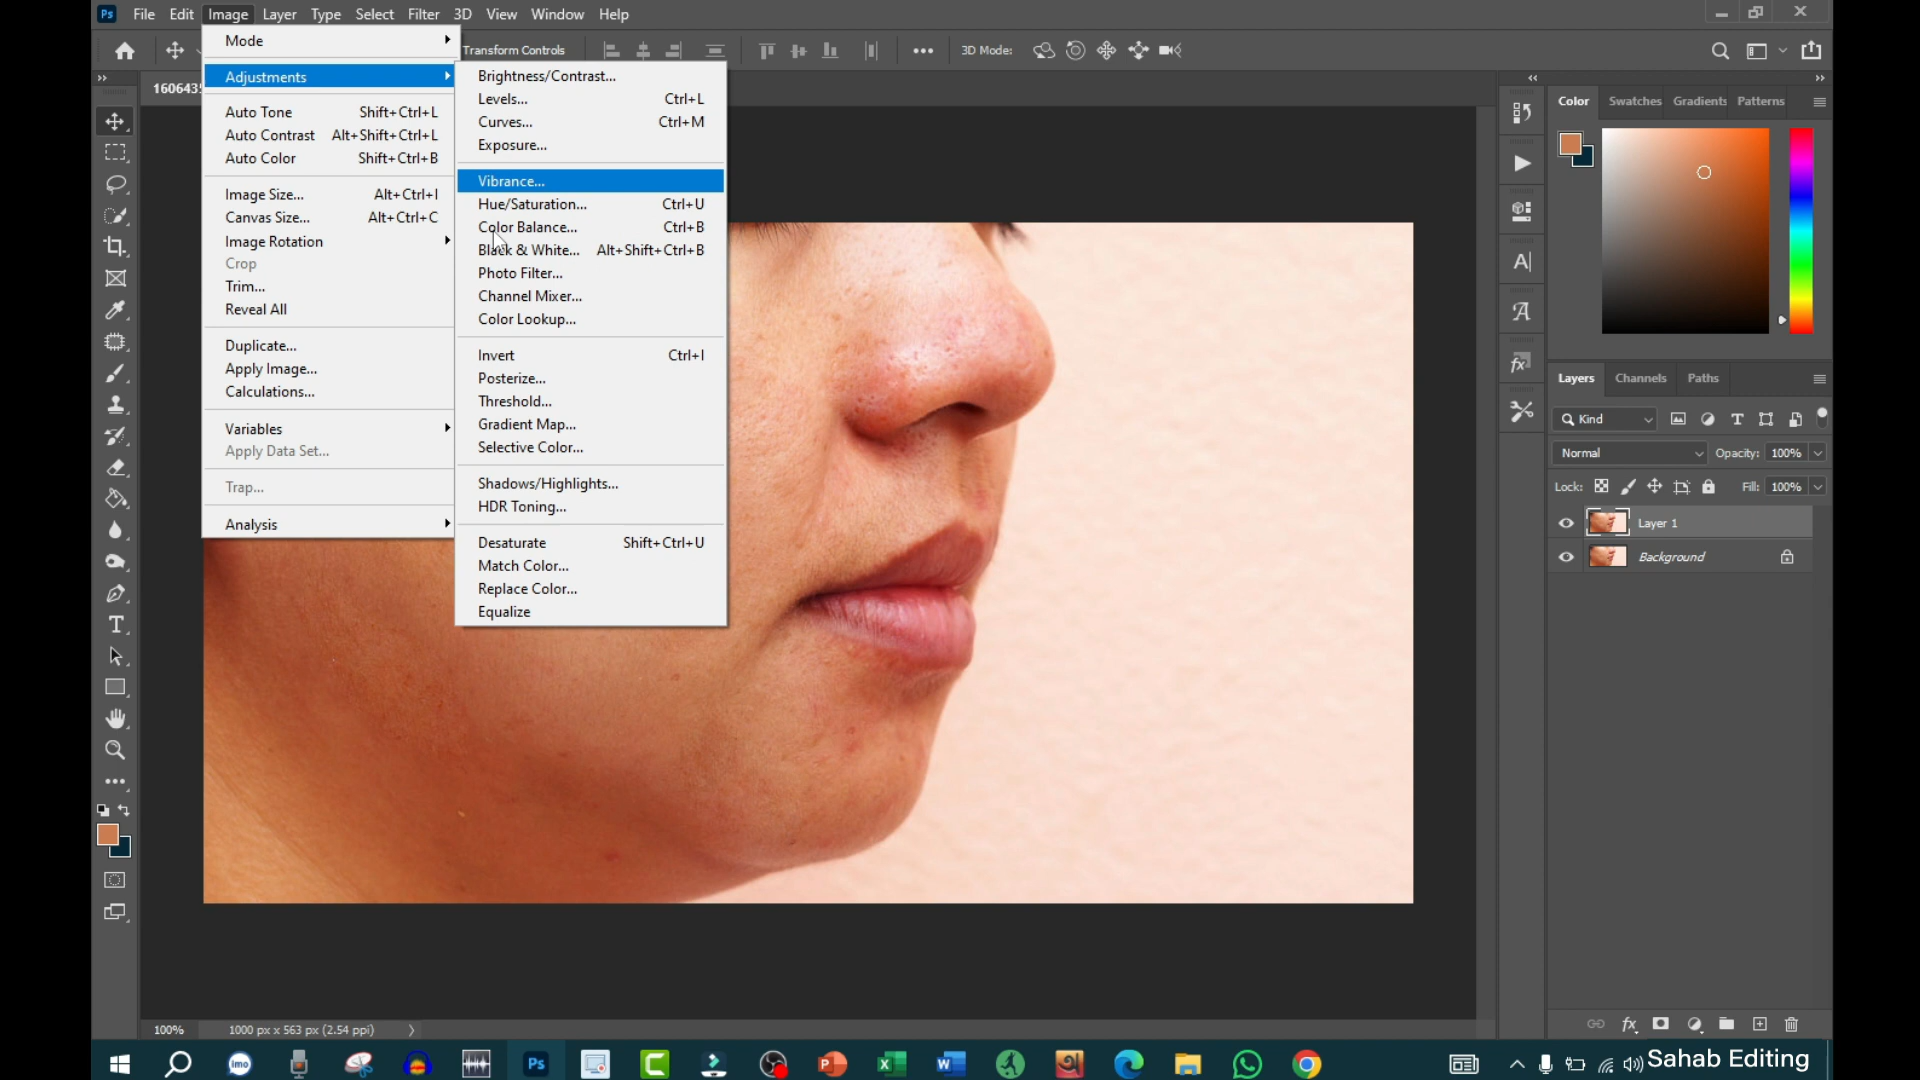 Ps File Edit Image Layer Type Select Filter 3D View Window Help
Transform Controls 3D Mode:
Mode
Adjustments
Auto Tone Shift+Ctrl+L
Auto Contrast Alt+Shift+Ctrl+L
Auto Color Shift+Ctrl+B
Image Size... Alt+Ctrl+I
Canvas Size... Alt+Ctrl+C
Image Rotation
Crop
Trim...
Reveal All
Duplicate...
Apply Image...
Calculations...
Variables
Apply Data Set...
Trap...
Analysis
Brightness/Contrast...
Levels... Ctrl+L
Curves... Ctrl+M
Exposure...
Vibrance...
Hue/Saturation... Ctrl+U
Color Balance... Ctrl+B
Black & White... Alt+Shift+Ctrl+B
Photo Filter...
Channel Mixer...
Color Lookup...
Invert Ctrl+I
Posterize...
Threshold...
Gradient Map...
Selective Color...
Shadows/Highlights...
HDR Toning...
Desaturate Shift+Ctrl+U
Match Color...
Replace Color...
Equalize
Color Swatches Gradients Patterns
Layers Channels Paths
Kind
Normal Opacity: 100%
Lock: Fill: 100%
Layer 1
Background
100% 1000 px x 563 px (2.54 ppi)
imo Ps
Sahab Editing